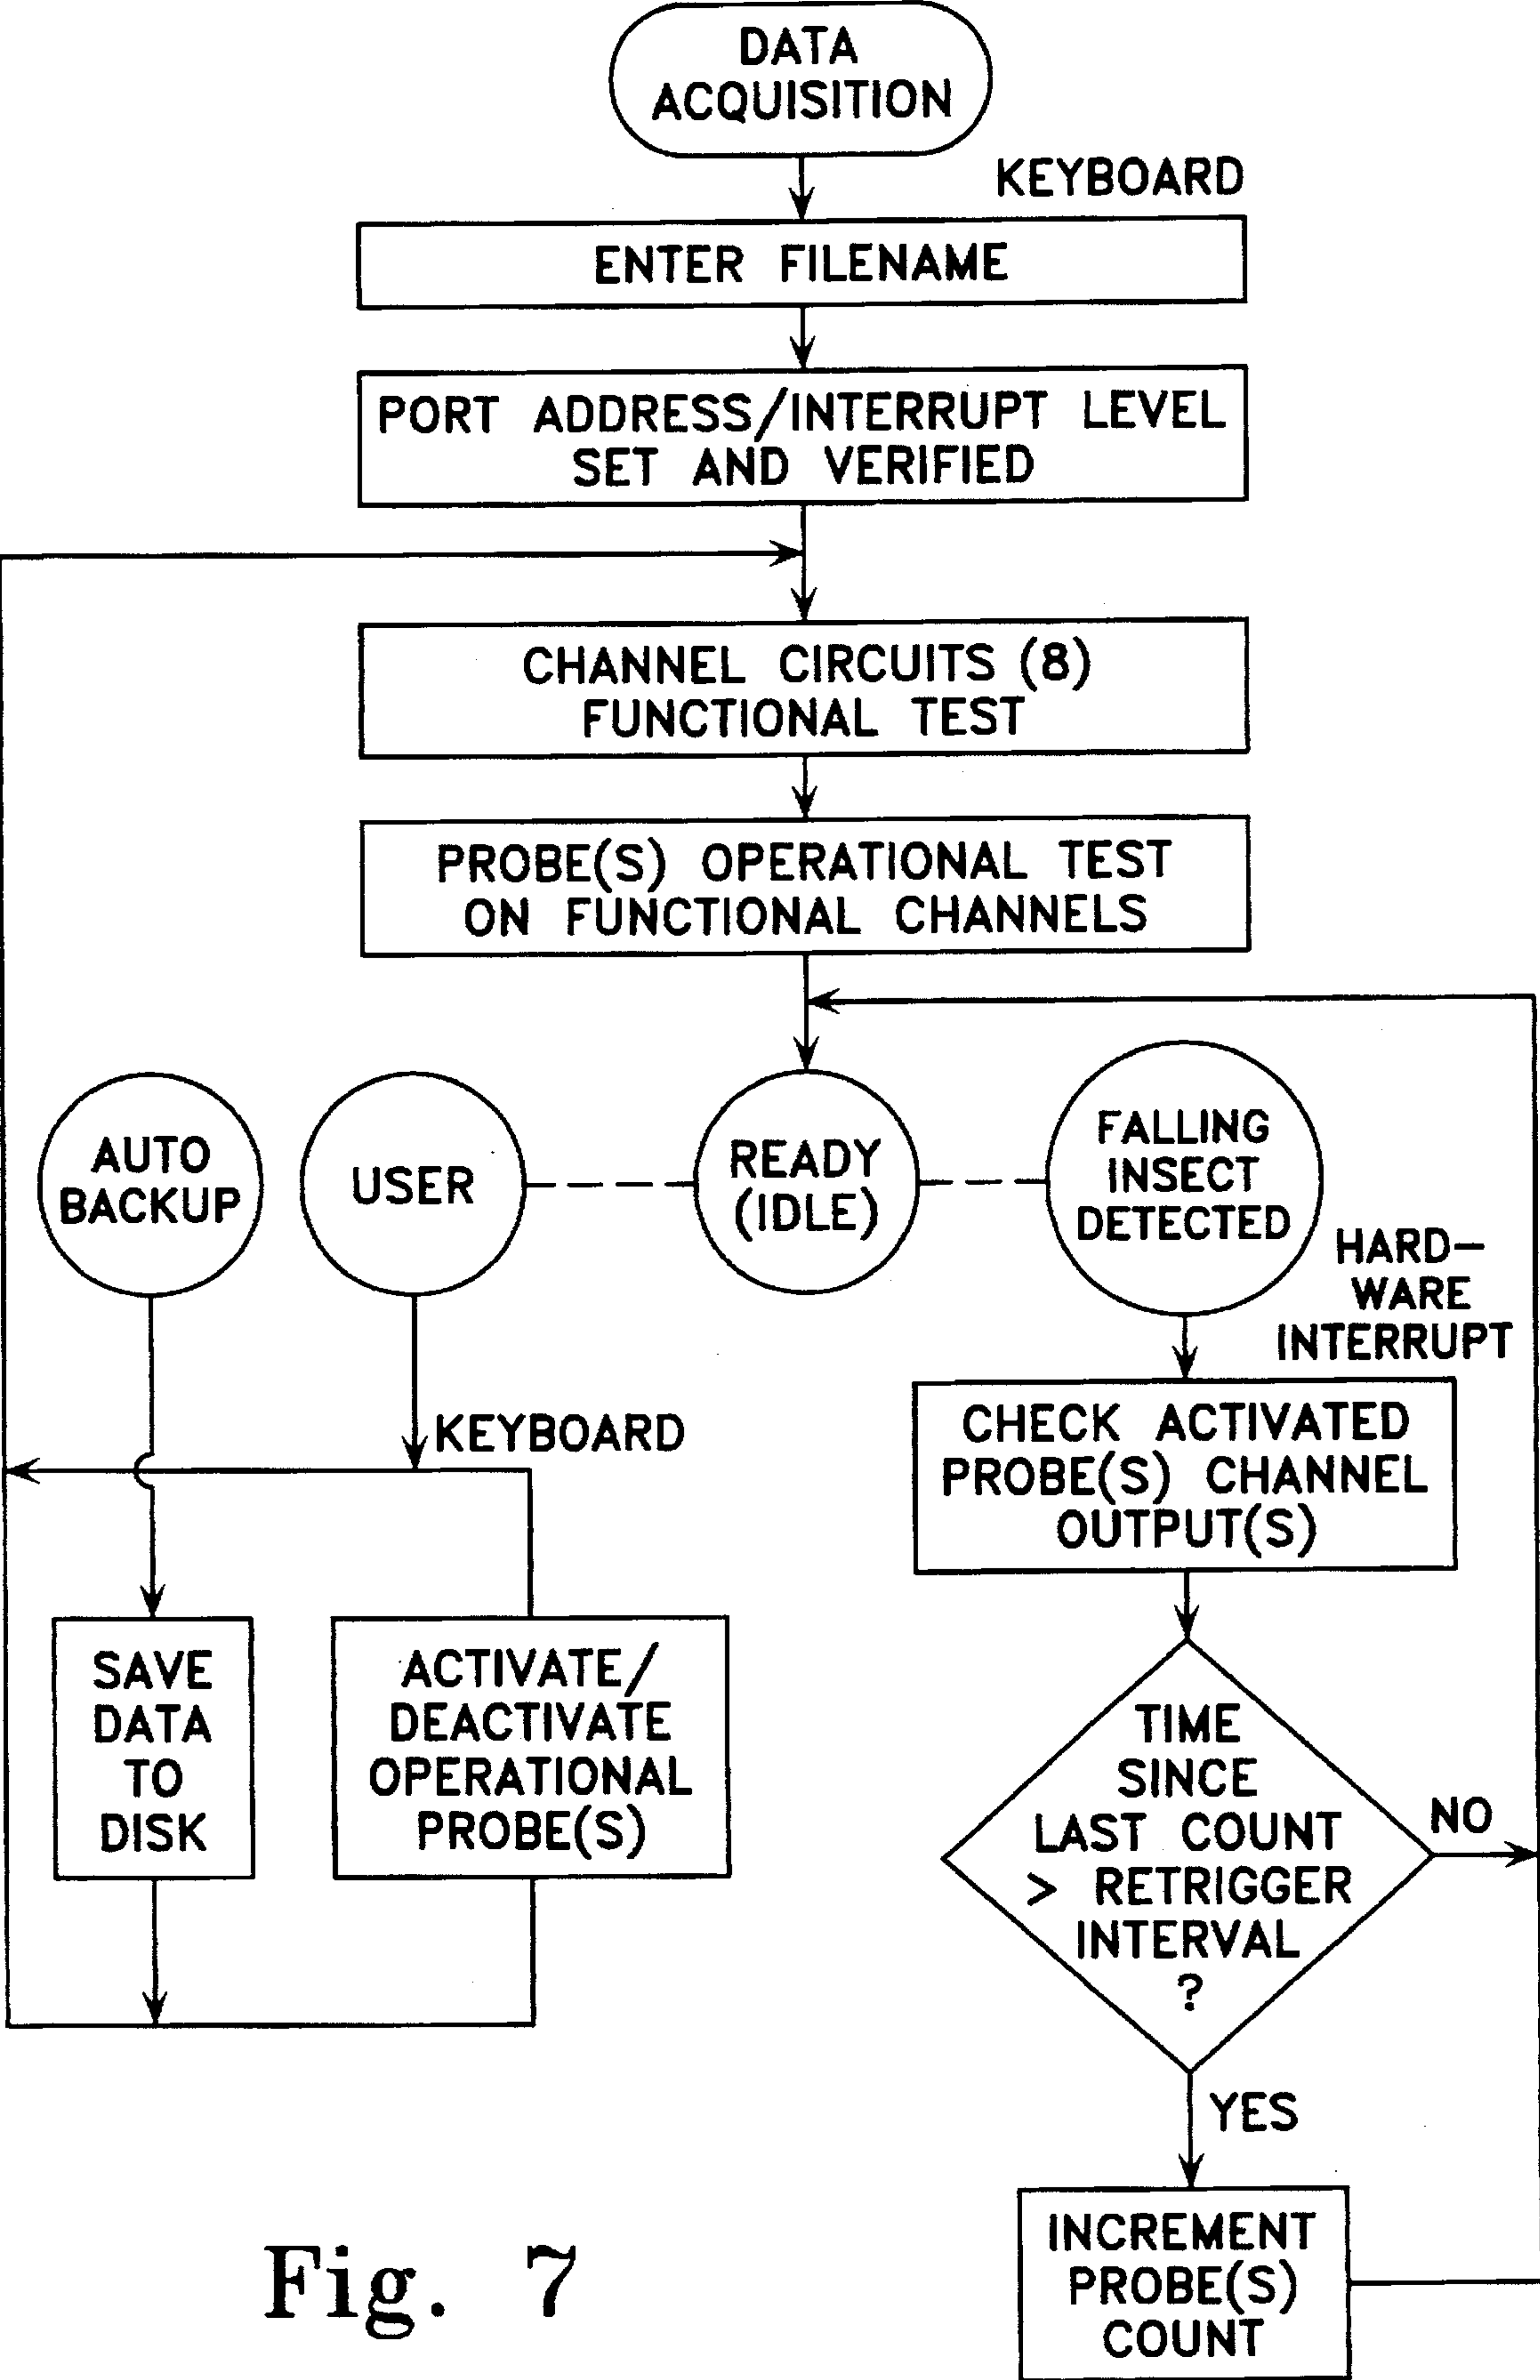 DATA
ACQUISITION
KEYBOARD
ENTER FILENAME
PORT ADDRESS/INTERRUPT LEVEL
SET AND VERIFIED
CHANNEL CIRCUITS (8)
FUNCTIONAL TEST
PROBE(S) OPERATIONAL TEST
ON FUNCTIONAL CHANNELS
AUTO
BACKUP
USER
READY
(IDLE)
FALLING
INSECT
DETECTED
HARD-
WARE
INTERRUPT
KEYBOARD
CHECK ACTIVATED
PROBE(S) CHANNEL
OUTPUT(S)
SAVE
DATA
TO
DISK
ACTIVATE/
DEACTIVATE
OPERATIONAL
PROBE(S)
TIME
SINCE
LAST COUNT
> RETRIGGER
INTERVAL
?
NO
YES
INCREMENT
PROBE(S)
COUNT
Fig. 7